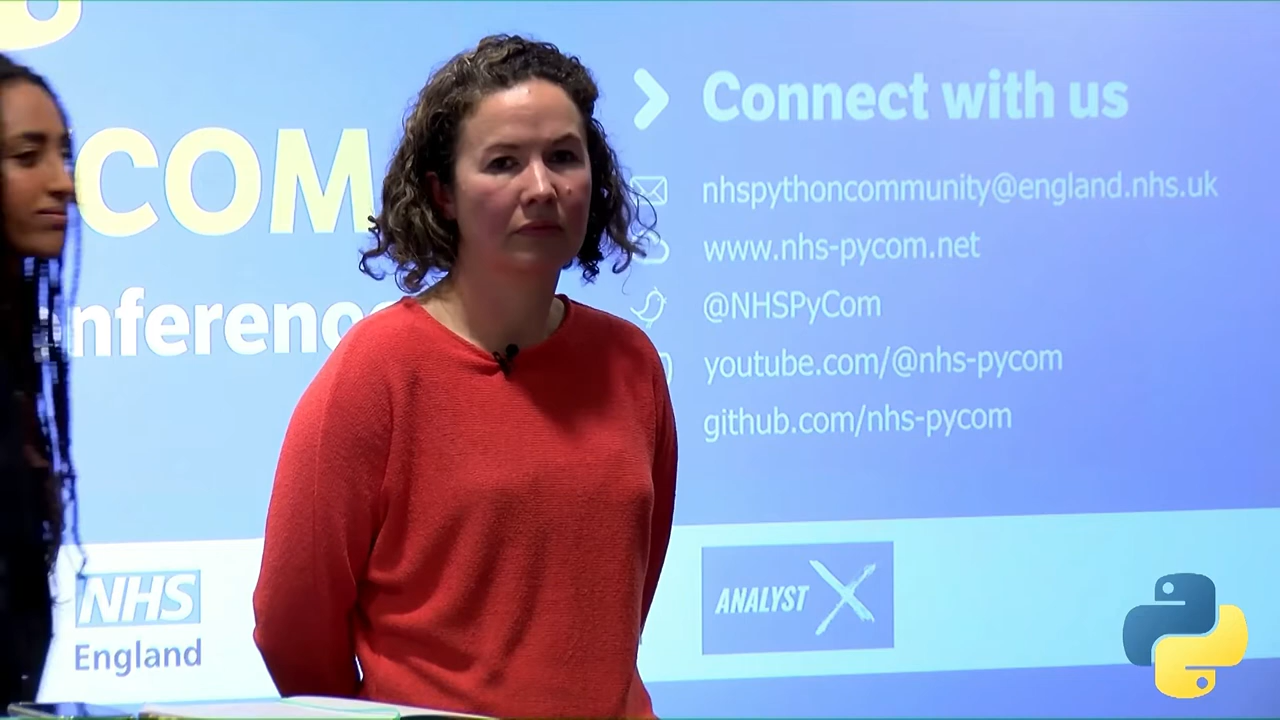 COM
nference
Connect with us
nhspythoncommunity@england.nhs.uk
www.nhs-pycom.net
@NHSPyCom
youtube.com/@nhs-pycom
github.com/nhs-pycom
NHS
England
ANALYST X